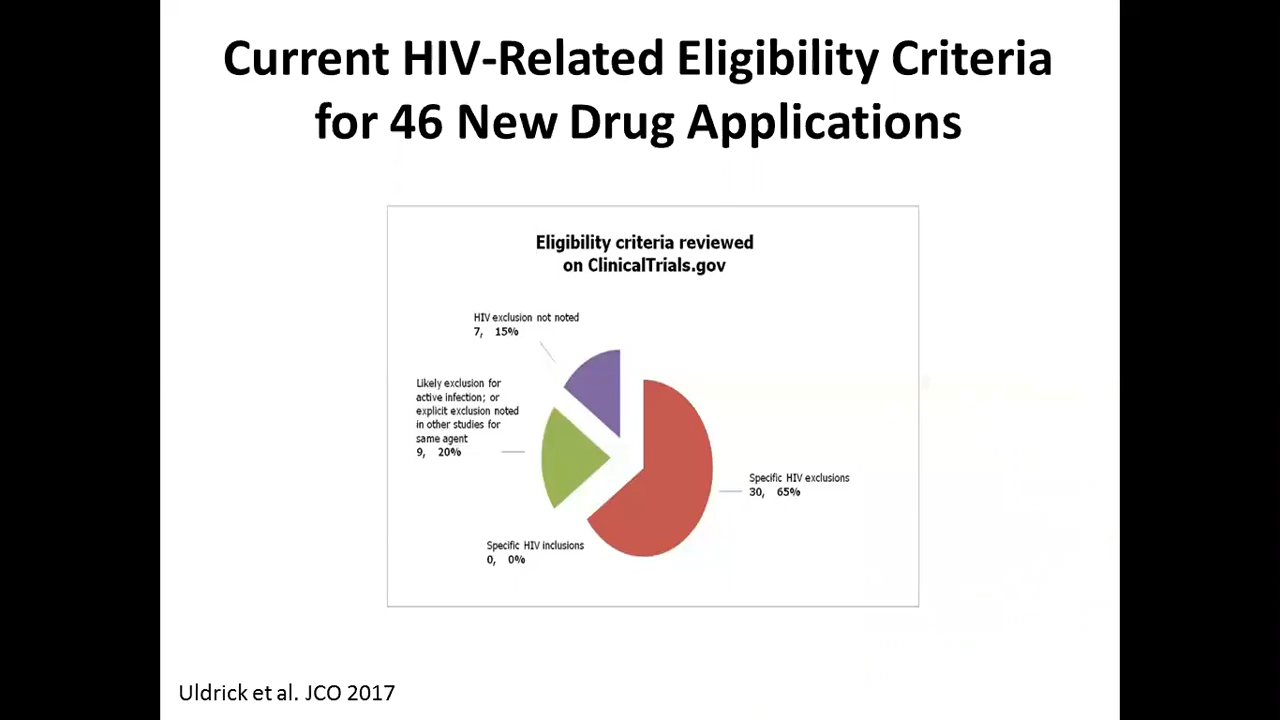 Current HIV-Related Eligibility Criteria
for 46 New Drug Applications
Eligibility criteria reviewed
on ClinicalTrials.gov
HIV exclusion not noted
7, 15%
Likely exclusion for
active infection; or
explicit exclusion noted
in other studies for
same agent
9, 20%
Specific HIV exclusions
30, 65%
Specific HIV inclusions
0, 0%
Uldrick et al. JCO 2017